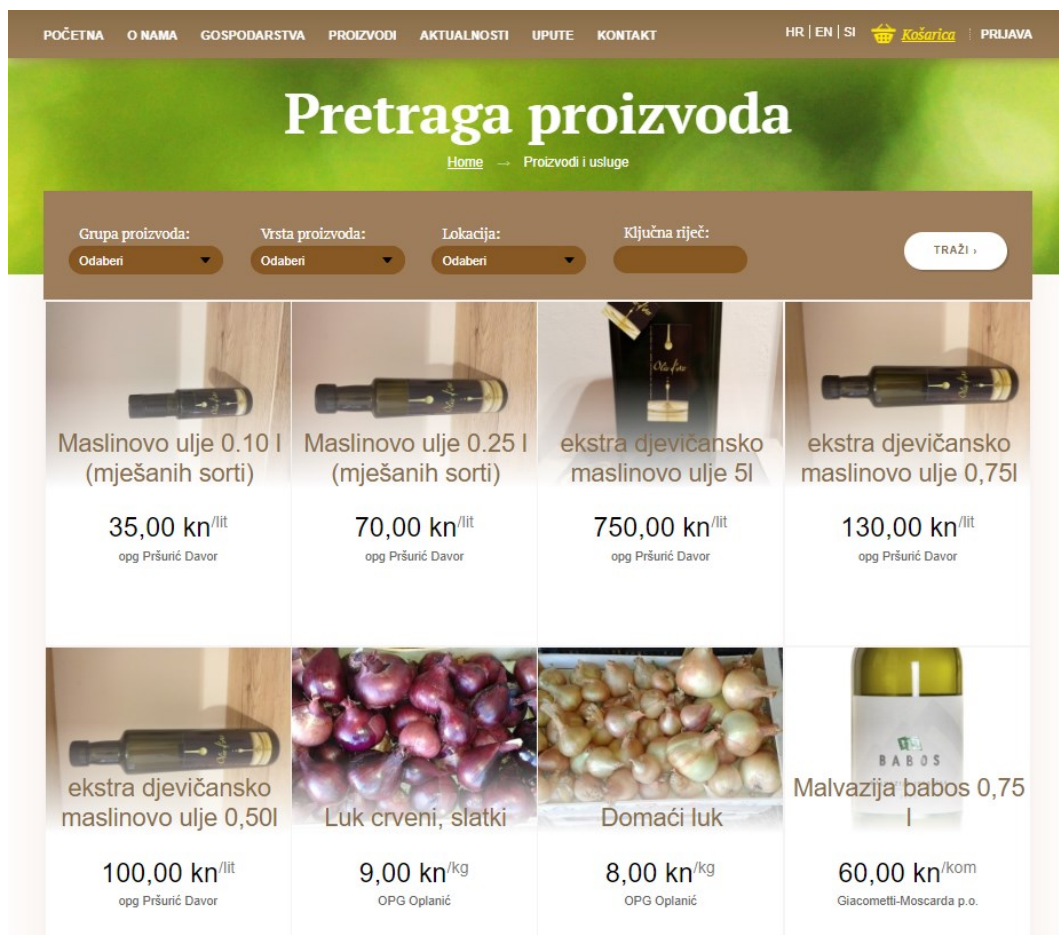 POČETNA O NAMA GOSPODARSTVA PROIZVODI AKTUALNOSTI UPUTE KONTAKT HR | EN | SI Košarica PRIJAVA
Pretraga proizvoda
Home → Proizvodi i usluge
Grupa proizvoda: Vrsta proizvoda: Lokacija: Ključna riječ:
Odaberi Odaberi Odaberi TRAŽI ›
Maslinovo ulje 0.10 l
(mješanih sorti)
35,00 kn/lit
opg Pršurić Davor
Maslinovo ulje 0.25 l
(mješanih sorti)
70,00 kn/lit
opg Pršurić Davor
ekstra djevičansko
maslinovo ulje 5l
750,00 kn/lit
opg Pršurić Davor
ekstra djevičansko
maslinovo ulje 0,75l
130,00 kn/lit
opg Pršurić Davor
ekstra djevičansko
maslinovo ulje 0,50l
100,00 kn/lit
opg Pršurić Davor
Luk crveni, slatki
9,00 kn/kg
OPG Oplanić
Domaći luk
8,00 kn/kg
OPG Oplanić
BABOS
Malvazija babos 0,75
l
60,00 kn/kom
Giacometti-Moscarda p.o.